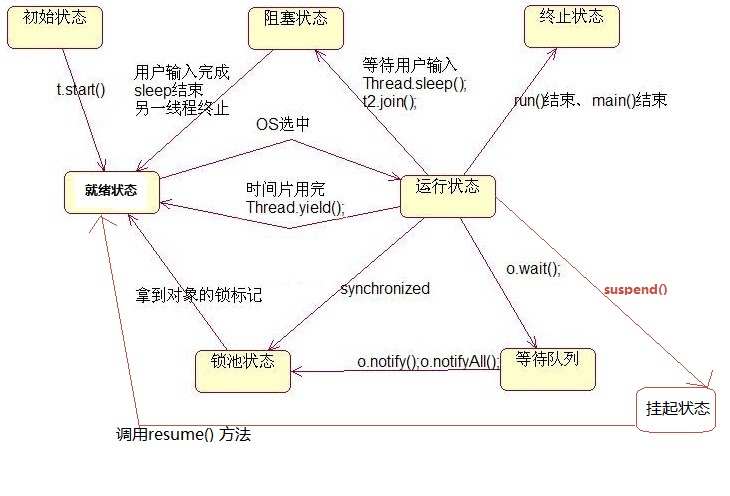 初始状态
阻塞状态
终止状态
t.start()
用户输入完成
sleep结束
另一线程终止
等待用户输入
Thread.sleep();
t2.join();
run()结束、main()结束
OS选中
就绪状态
运行状态
时间片用完
Thread.yield();
o.wait();
拿到对象的锁标记
synchronized
suspend()
锁池状态
o.notify();o.notifyAll();
等待队列
挂起状态
调用resume() 方法